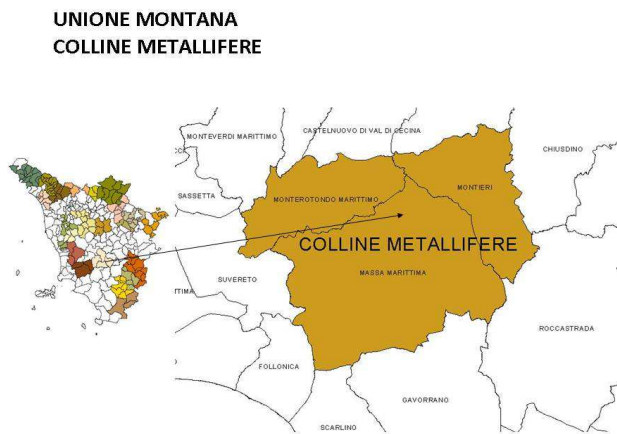 UNIONE MONTANA
COLLINE METALLIFERE
MONTEVERDI MARITTIMO
CASTELNUOVO DI VAL DI CECINA
CHIUSDINO
SASSETTA
MONTEROTONDO MARITTIMO
MONTIERI
COLLINE METALLIFERE
MASSA MARITTIMA
SUVERETO
TTIMA
ROCCASTRADA
FOLLONICA
GAVORRANO
SCARLINO